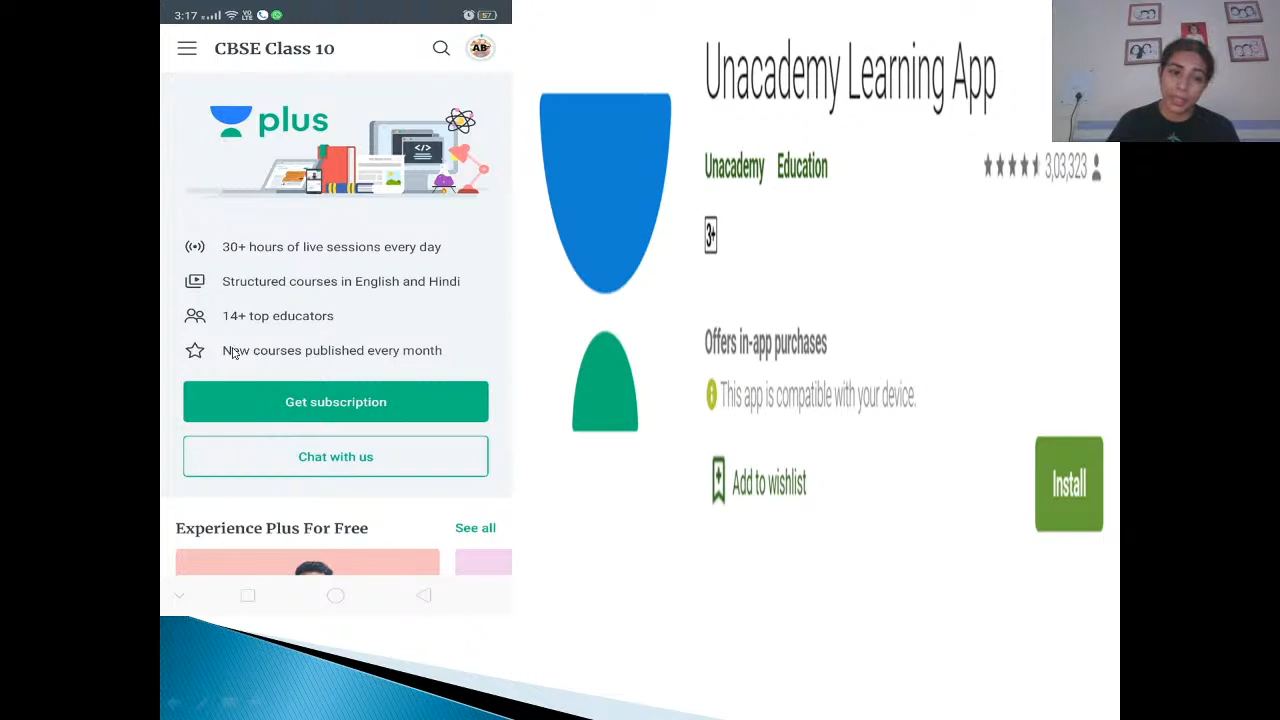 3:17
VO
LTE
57
CBSE Class 10
AB
plus
</>
30+ hours of live sessions every day
Structured courses in English and Hindi
14+ top educators
New courses published every month
Get subscription
Chat with us
Experience Plus For Free
See all
Unacademy Learning App
Unacademy Education
3,03,323
3+
Offers in-app purchases
This app is compatible with your device.
Add to wishlist
Install